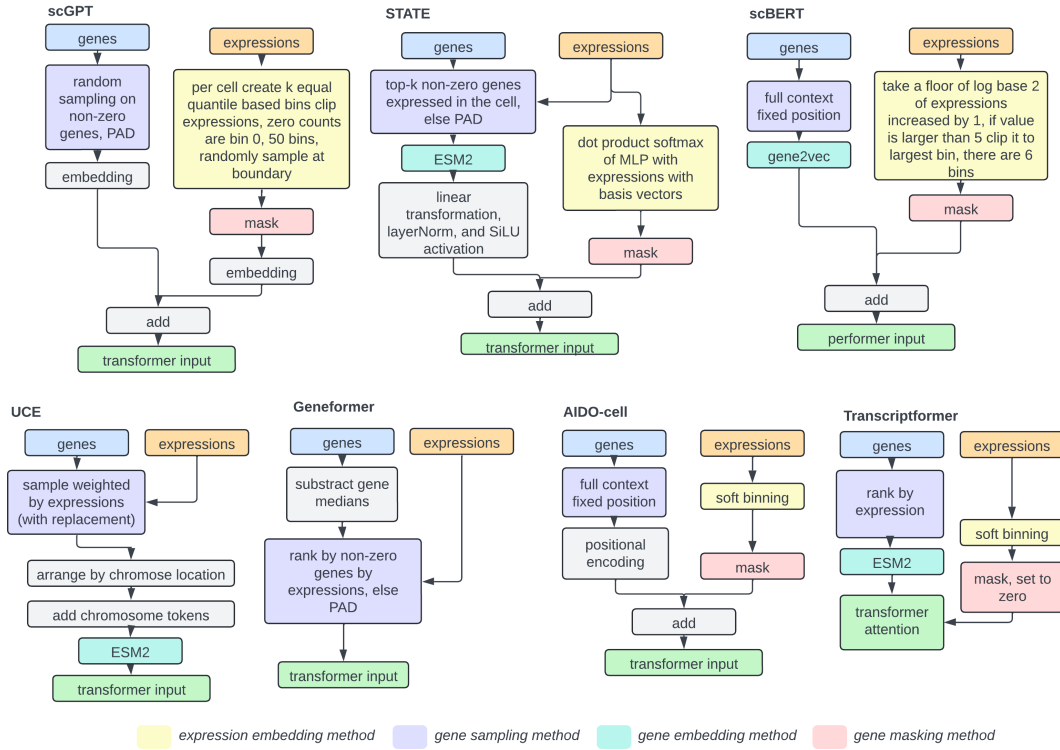 scGPT
genes
expressions
random
sampling on
non-zero
genes, PAD
per cell create k equal
quantile based bins clip
expressions, zero counts
are bin 0, 50 bins,
randomly sample at
boundary
embedding
mask
embedding
add
transformer input
STATE
genes
expressions
top-k non-zero genes
expressed in the cell,
else PAD
dot product softmax
of MLP with
expressions with
basis vectors
ESM2
linear
transformation,
layerNorm, and SiLU
activation
mask
add
transformer input
scBERT
genes
expressions
full context
fixed position
take a floor of log base 2
of expressions
increased by 1, if value
is larger than 5 clip it to
largest bin, there are 6
bins
gene2vec
mask
add
performer input
UCE
genes
expressions
sample weighted
by expressions
(with replacement)
arrange by chromose location
add chromosome tokens
ESM2
transformer input
Geneformer
genes
expressions
substract gene
medians
rank by non-zero
genes by
expressions, else
PAD
transformer input
AIDO-cell
genes
expressions
full context
fixed position
soft binning
positional
encoding
mask
add
transformer input
Transcriptformer
genes
expressions
rank by
expression
soft binning
ESM2
mask, set to
zero
transformer
attention
expression embedding method
gene sampling method
gene embedding method
gene masking method